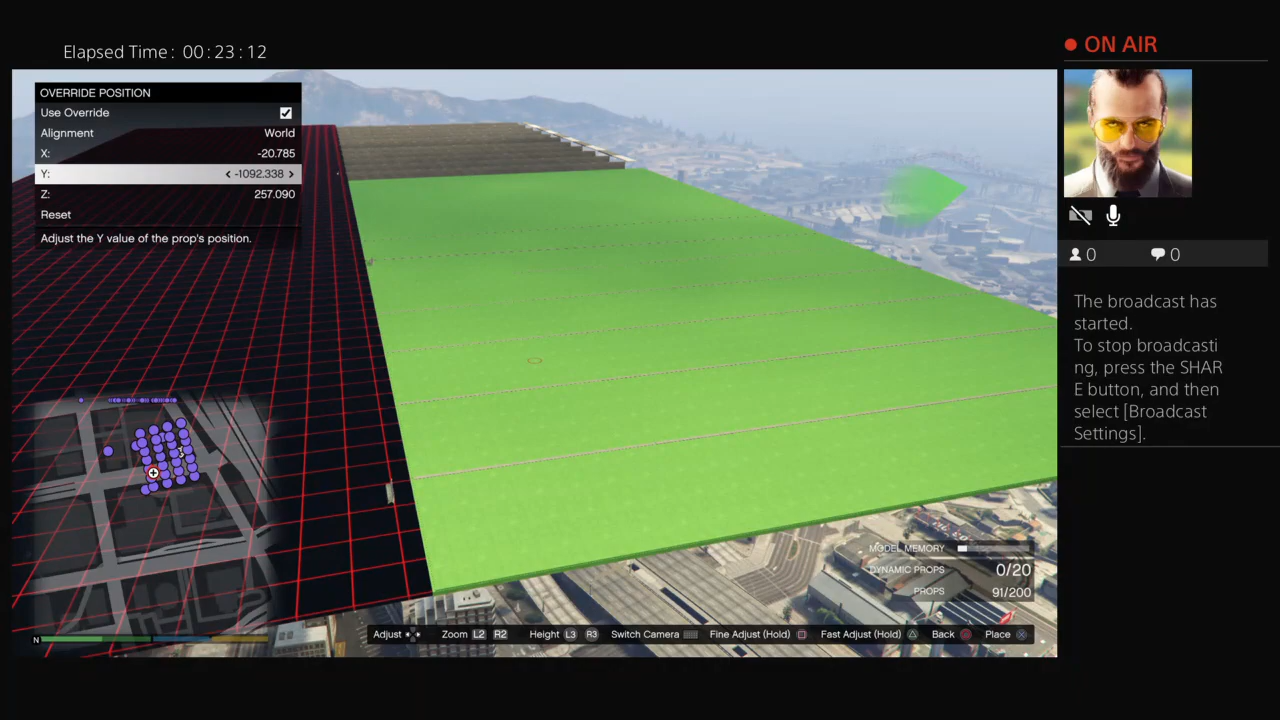 Elapsed Time: 00:23:12
ON AIR
OVERRIDE POSITION
Use Override
Alignment World
X: -20.785
Y: -1092.338
Z: 257.090
Reset
Adjust the Y value of the prop's position.
0 0
The broadcast has
started.
To stop broadcasti
ng, press the SHAR
E button, and then
select [Broadcast
Settings].
MODEL MEMORY
DYNAMIC PROPS 0/20
PROPS 91/200
N
Adjust Zoom L2 R2 Height L3 R3 Switch Camera Fine Adjust (Hold) Fast Adjust (Hold) Back Place